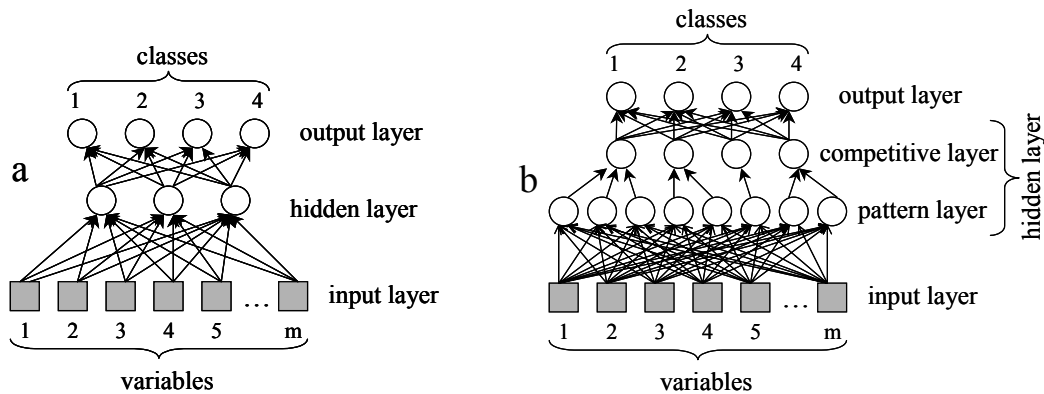 a
classes
1 2 3 4
output layer
hidden layer
input layer
1 2 3 4 5 … m
variables
b
classes
1 2 3 4
output layer
competitive layer
pattern layer
hidden layer
input layer
1 2 3 4 5 … m
variables